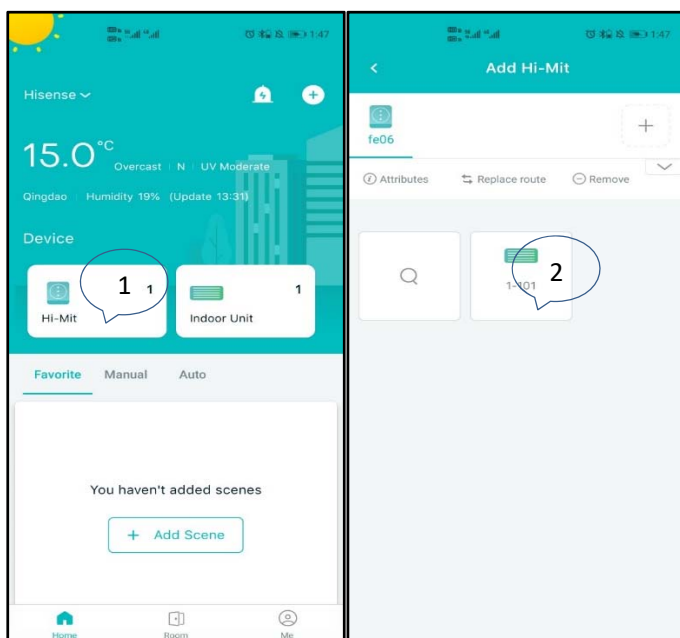 1:47
Hisense
15.0°C
Overcast N UV Moderate
Qingdao Humidity 19% (Update 13:31)
Device
1
1
Hi-Mit
1
Indoor Unit
Favorite Manual Auto
You haven't added scenes
+ Add Scene
Home Room Me
1:47
< Add Hi-Mit
fe06
+
Attributes Replace route Remove
2
1-101